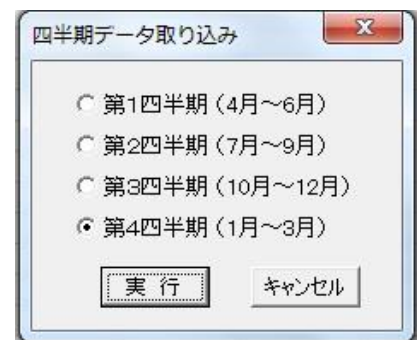 四半期データ取り込み
第1四半期（4月～6月）
第2四半期（7月～9月）
第3四半期（10月～12月）
第4四半期（1月～3月）
実 行 キャンセル